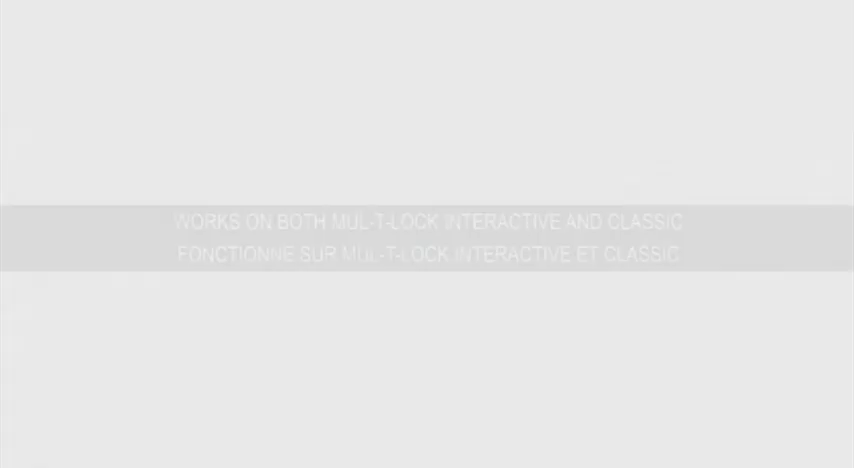 WORKS ON BOTH MUL-T-LOCK INTERACTIVE AND CLASSIC
FONCTIONNE SUR MUL-T-LOCK INTERACTIVE ET CLASSIC